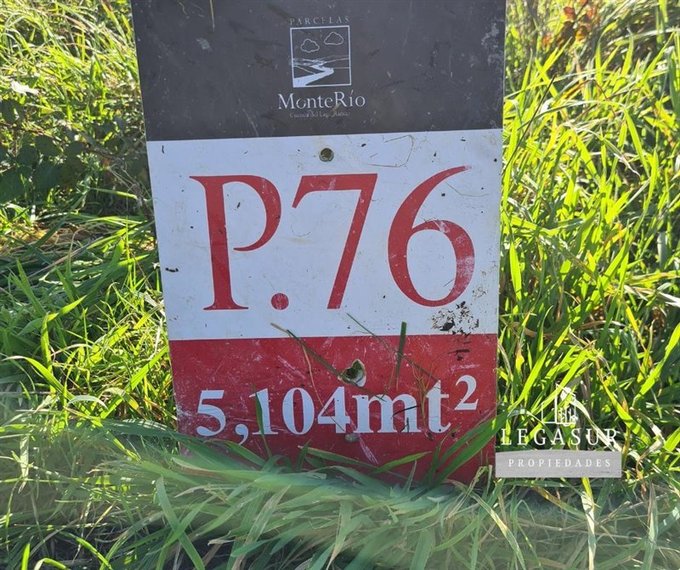 PARCELAS
MonteRío
P.76
5,104mt²
LEGASUR
PROPIEDADES